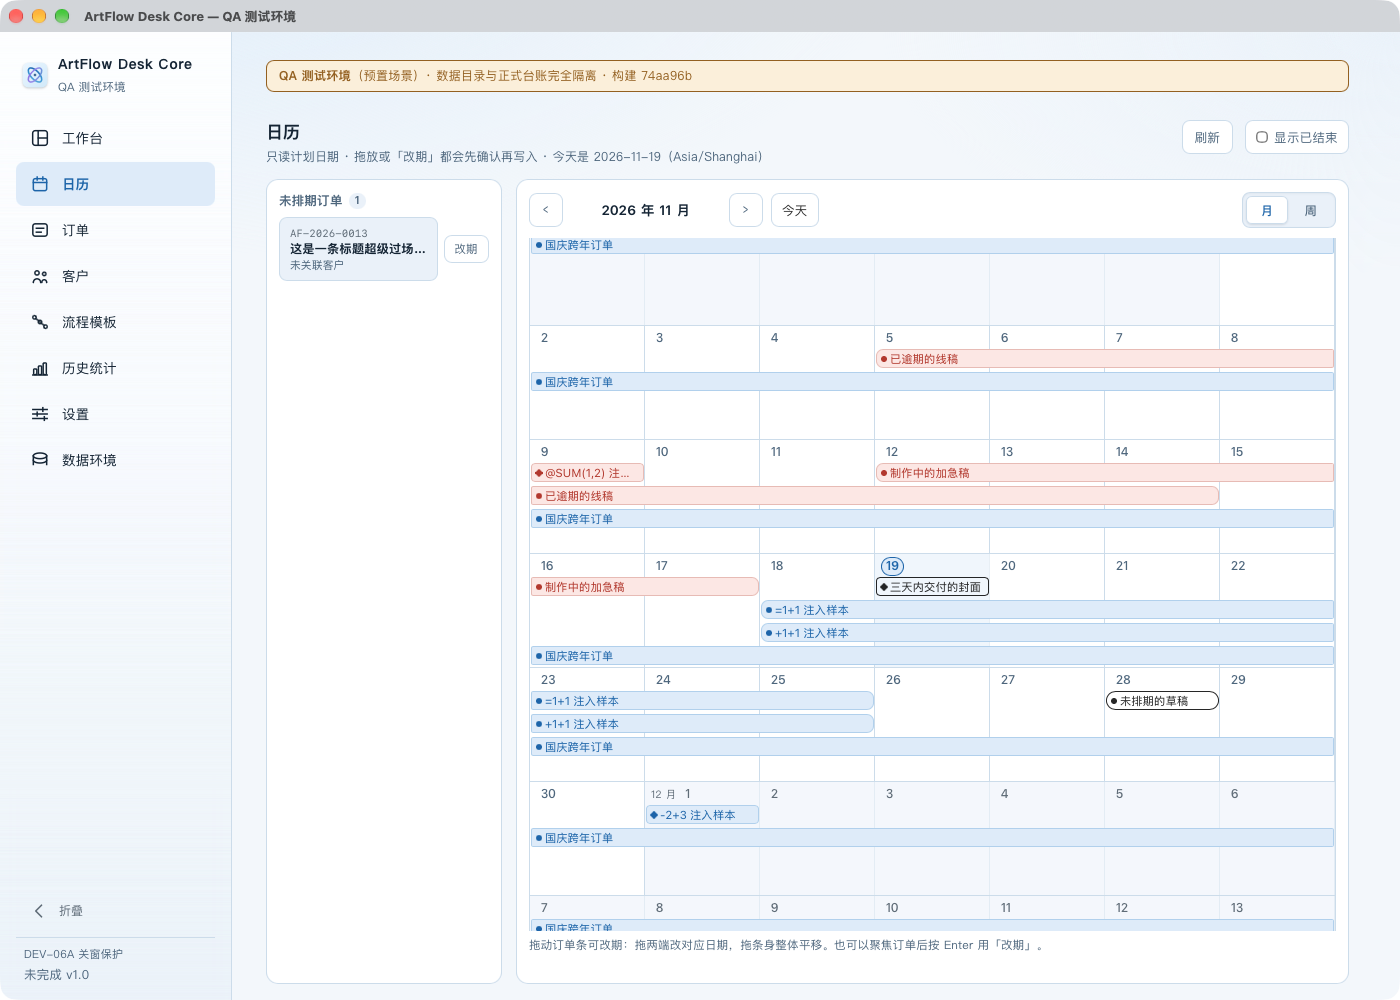 ArtFlow Desk Core — QA 测试环境
ArtFlow Desk Core
QA 测试环境
工作台
日历
订单
客户
流程模板
历史统计
设置
数据环境
折叠
DEV-06A 关窗保护
未完成 v1.0
QA 测试环境（预置场景）· 数据目录与正式台账完全隔离 · 构建 74aa96b
日历
只读计划日期 · 拖放或「改期」都会先确认再写入 · 今天是 2026-11-19（Asia/Shanghai）
刷新
显示已结束
未排期订单 1
AF-2026-0013
这是一条标题超级过场...
未关联客户
改期
2026 年 11 月
今天
月 周
国庆跨年订单
2 3 4 5 6 7 8
已逾期的线稿
国庆跨年订单
9 10 11 12 13 14 15
@SUM(1,2) 注... 制作中的加急稿
已逾期的线稿
国庆跨年订单
16 17 18 19 20 21 22
制作中的加急稿 三天内交付的封面
=1+1 注入样本
+1+1 注入样本
国庆跨年订单
23 24 25 26 27 28 29
=1+1 注入样本 未排期的草稿
+1+1 注入样本
国庆跨年订单
30 12 月 1 2 3 4 5 6
-2+3 注入样本
国庆跨年订单
7 8 9 10 11 12 13
国庆跨年订单
拖动订单条可改期：拖两端改对应日期，拖条身整体平移。也可以聚焦订单后按 Enter 用「改期」。